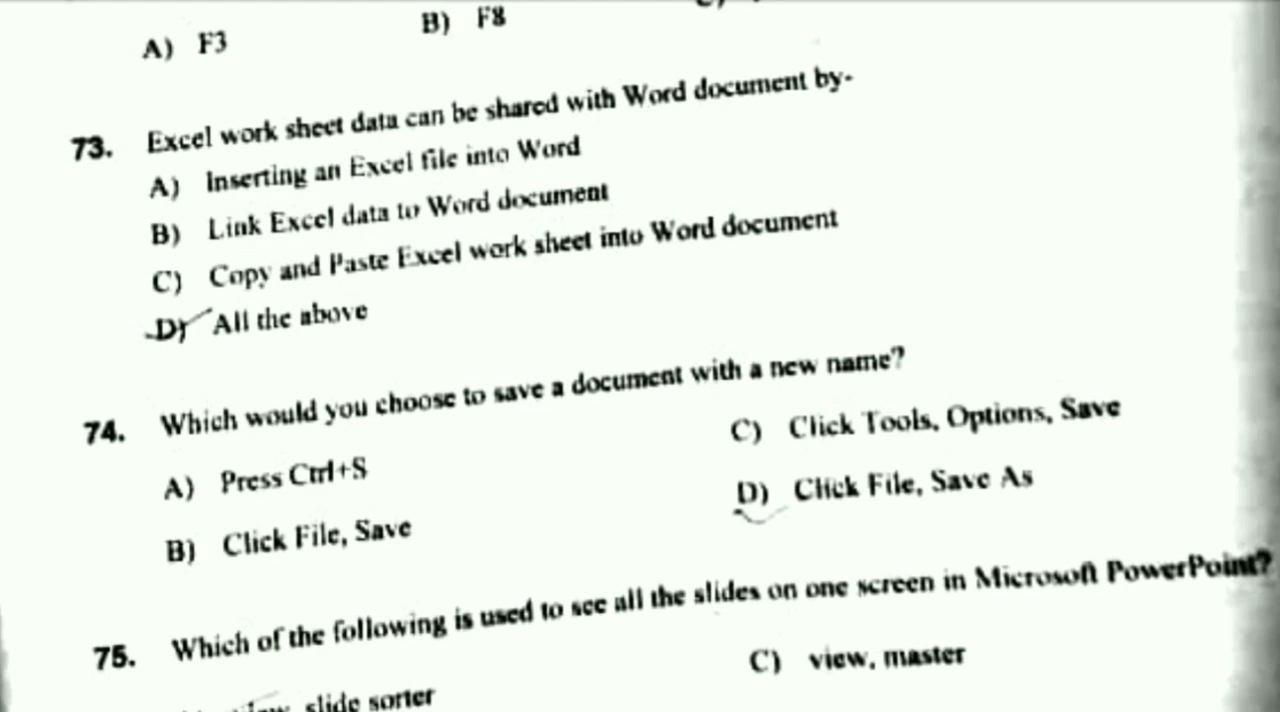 A) F3
B) F8
73. Excel work sheet data can be shared with Word document by-
A) Inserting an Excel file into Word
B) Link Excel data to Word document
C) Copy and Paste Excel work sheet into Word document
D) All the above
74. Which would you choose to save a document with a new name?
A) Press Ctrl+S
B) Click File, Save
C) Click Tools, Options, Save
D) Click File, Save As
75. Which of the following is used to see all the slides on one screen in Microsoft PowerPoint?
slide sorter
C) view, master